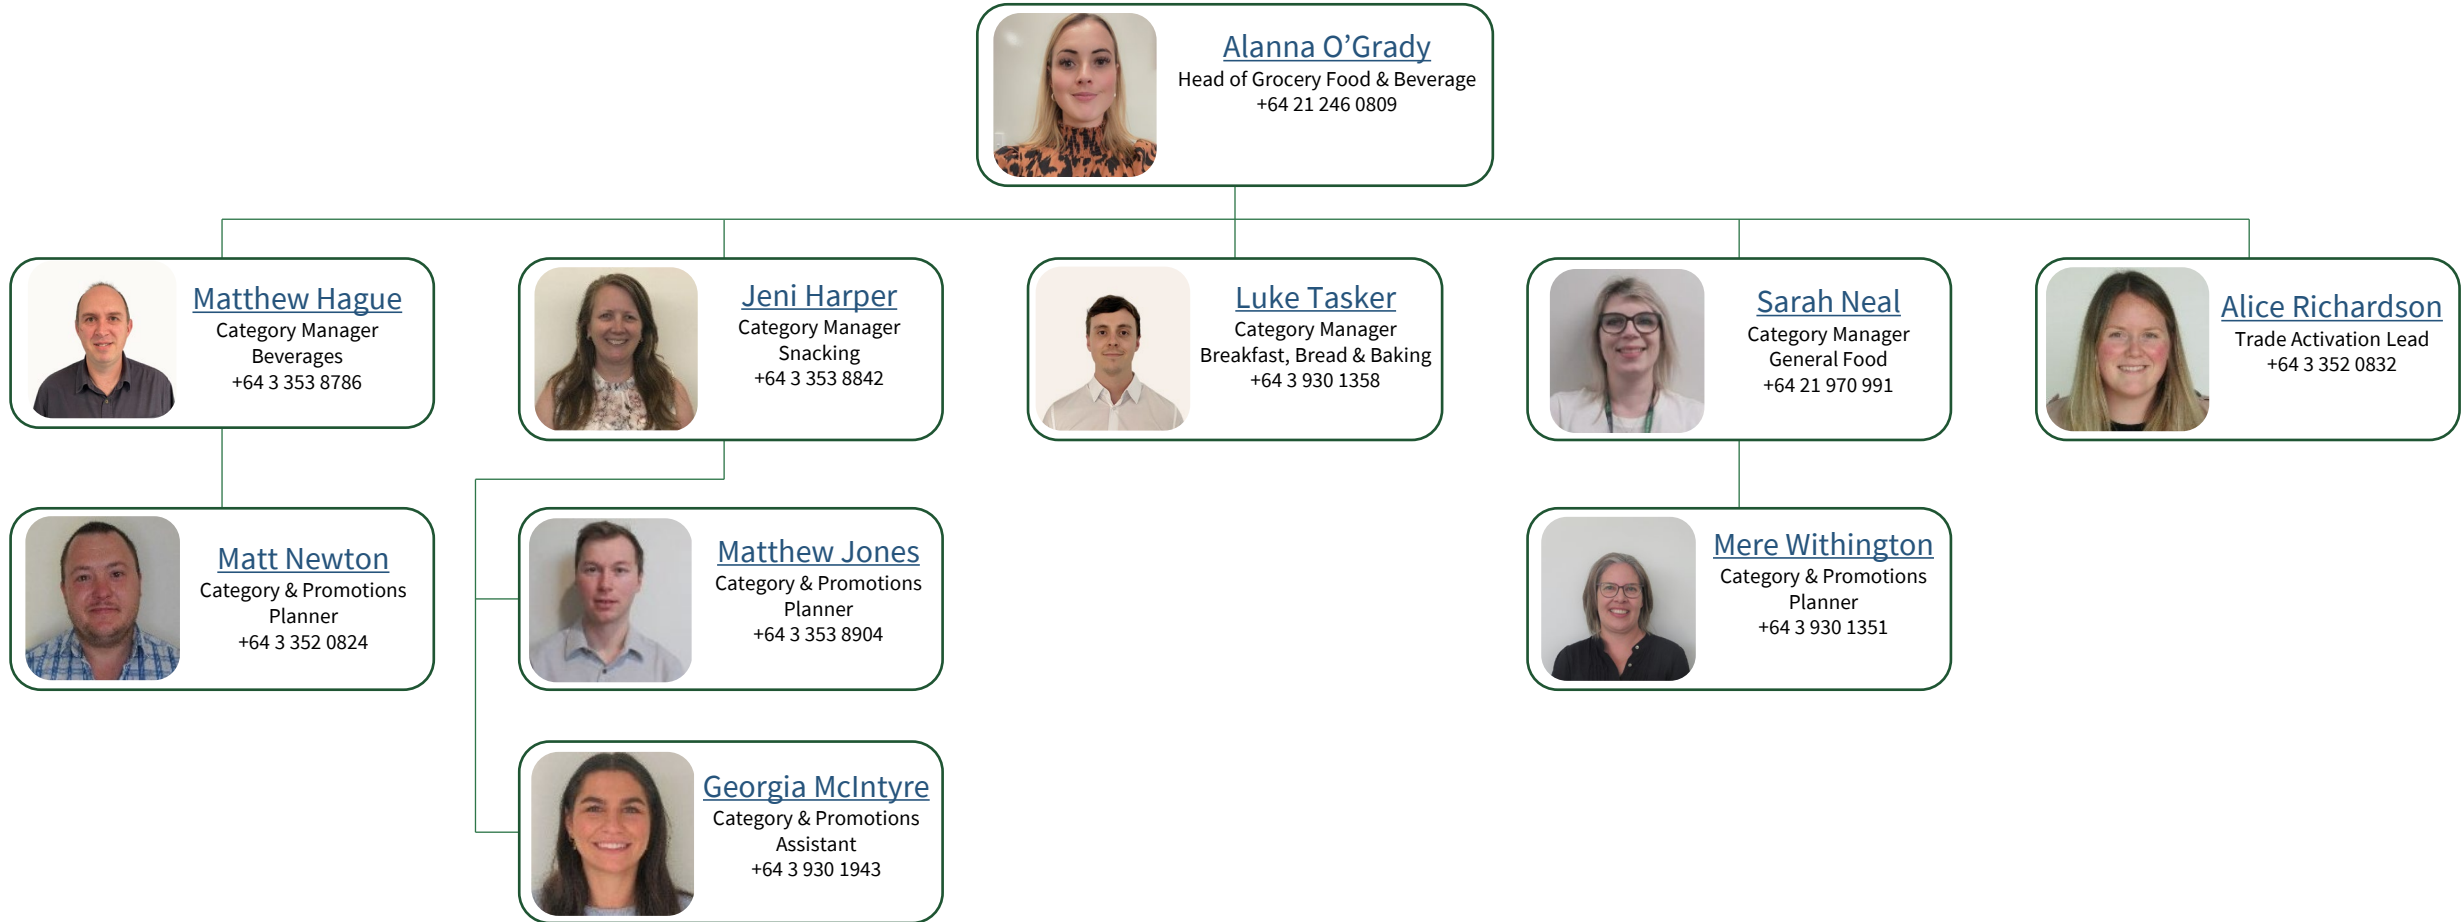 Alanna O’Grady
Head of Grocery Food & Beverage
+64 21 246 0809
Matthew Hague
Category Manager
Beverages
+64 3 353 8786
Jeni Harper
Category Manager
Snacking
+64 3 353 8842
Luke Tasker
Category Manager
Breakfast, Bread & Baking
+64 3 930 1358
Sarah Neal
Category Manager
General Food
+64 21 970 991
Alice Richardson
Trade Activation Lead
+64 3 352 0832
Matt Newton
Category & Promotions
Planner
+64 3 352 0824
Matthew Jones
Category & Promotions
Planner
+64 3 353 8904
Mere Withington
Category & Promotions
Planner
+64 3 930 1351
Georgia McIntyre
Category & Promotions
Assistant
+64 3 930 1943